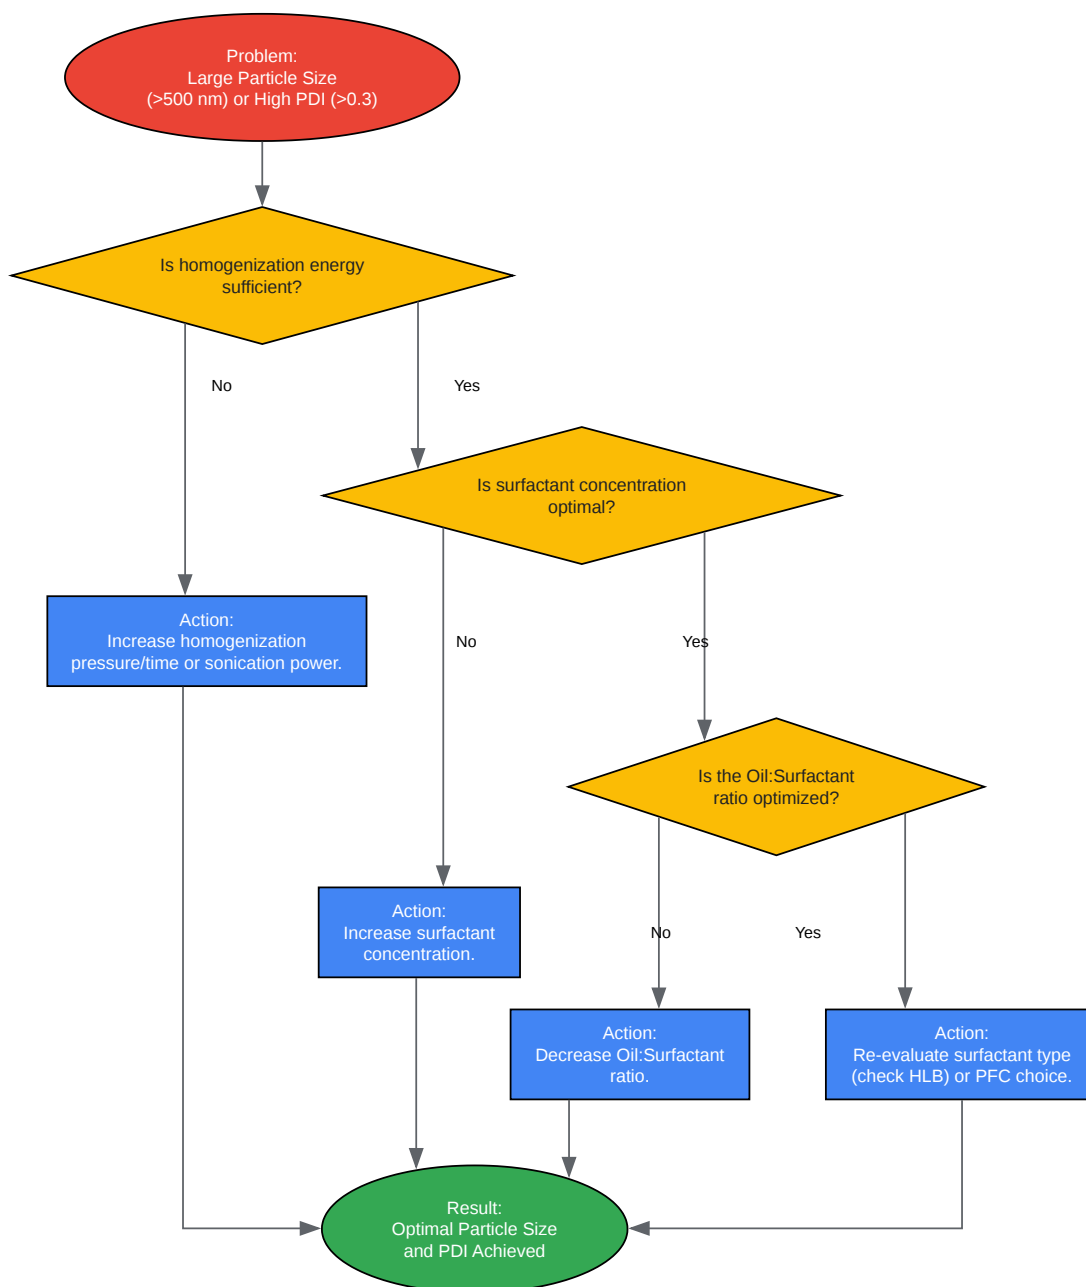 Problem:
Large Particle Size
(>500 nm) or High PDI (>0.3)
Is homogenization energy
sufficient?
No
Yes
Is surfactant concentration
optimal?
Action:
Increase homogenization
pressure/time or sonication power.
No
Yes
Is the Oil:Surfactant
ratio optimized?
Action:
Increase surfactant
concentration.
No
Yes
Action:
Decrease Oil:Surfactant
ratio.
Action:
Re-evaluate surfactant type
(check HLB) or PFC choice.
Result:
Optimal Particle Size
and PDI Achieved